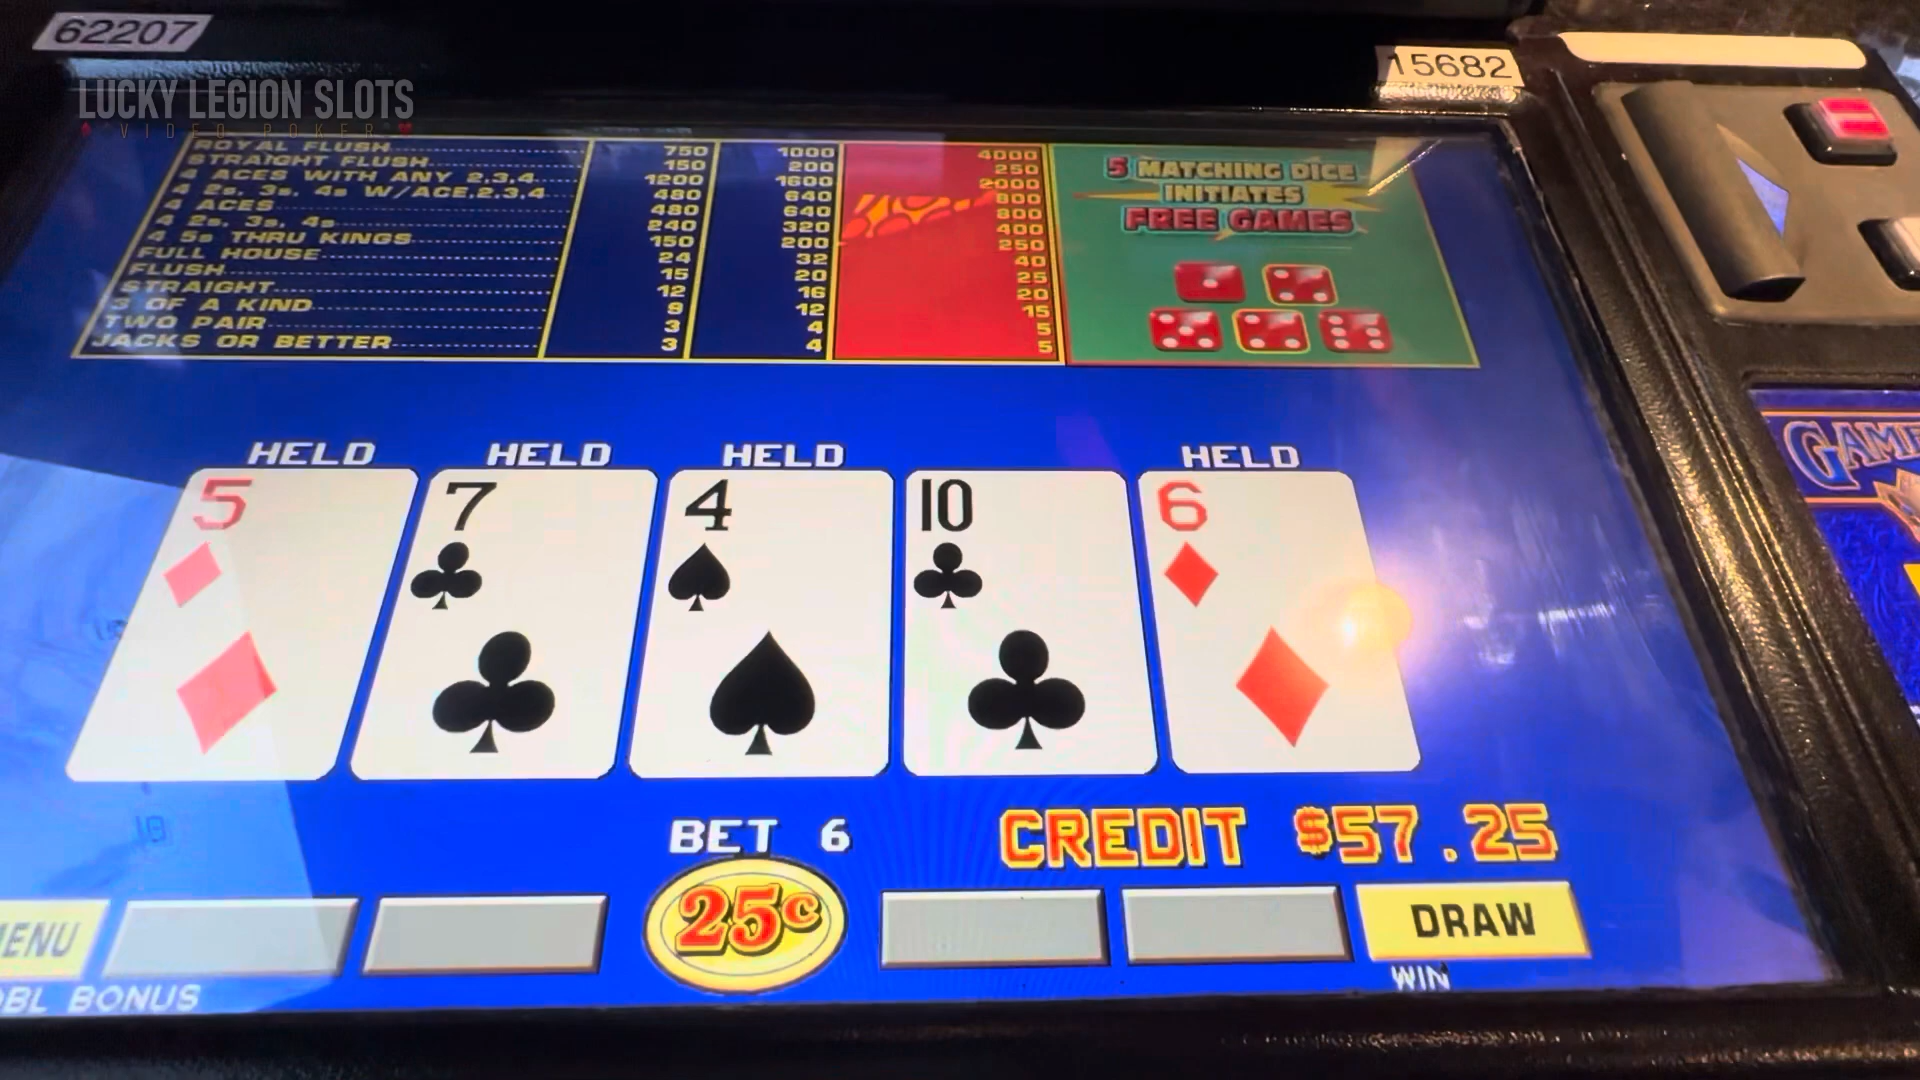 62207
15682
LUCKY LEGION SLOTS
VIDEO POKER
ROYAL FLUSH 750 1000 4000
STRAIGHT FLUSH 150 200 250
4 ACES WITH ANY 2,3,4 1200 1600 2000
4 2s, 3s, 4s W/ACE,2,3,4 480 640 800
4 ACES 480 640 800
4 2s, 3s, 4s 240 320 400
4 5s THRU KINGS 150 200 250
FULL HOUSE 24 32 40
FLUSH 15 20 25
STRAIGHT 12 16 20
3 OF A KIND 9 12 15
TWO PAIR 3 4 5
JACKS OR BETTER 3 4 5
5 MATCHING DICE
INITIATES
FREE GAMES
HELD HELD HELD HELD
5 7 4 10 6
BET 6 CREDIT $57.25
MENU 25¢ DRAW
DBL BONUS WIN
GAME